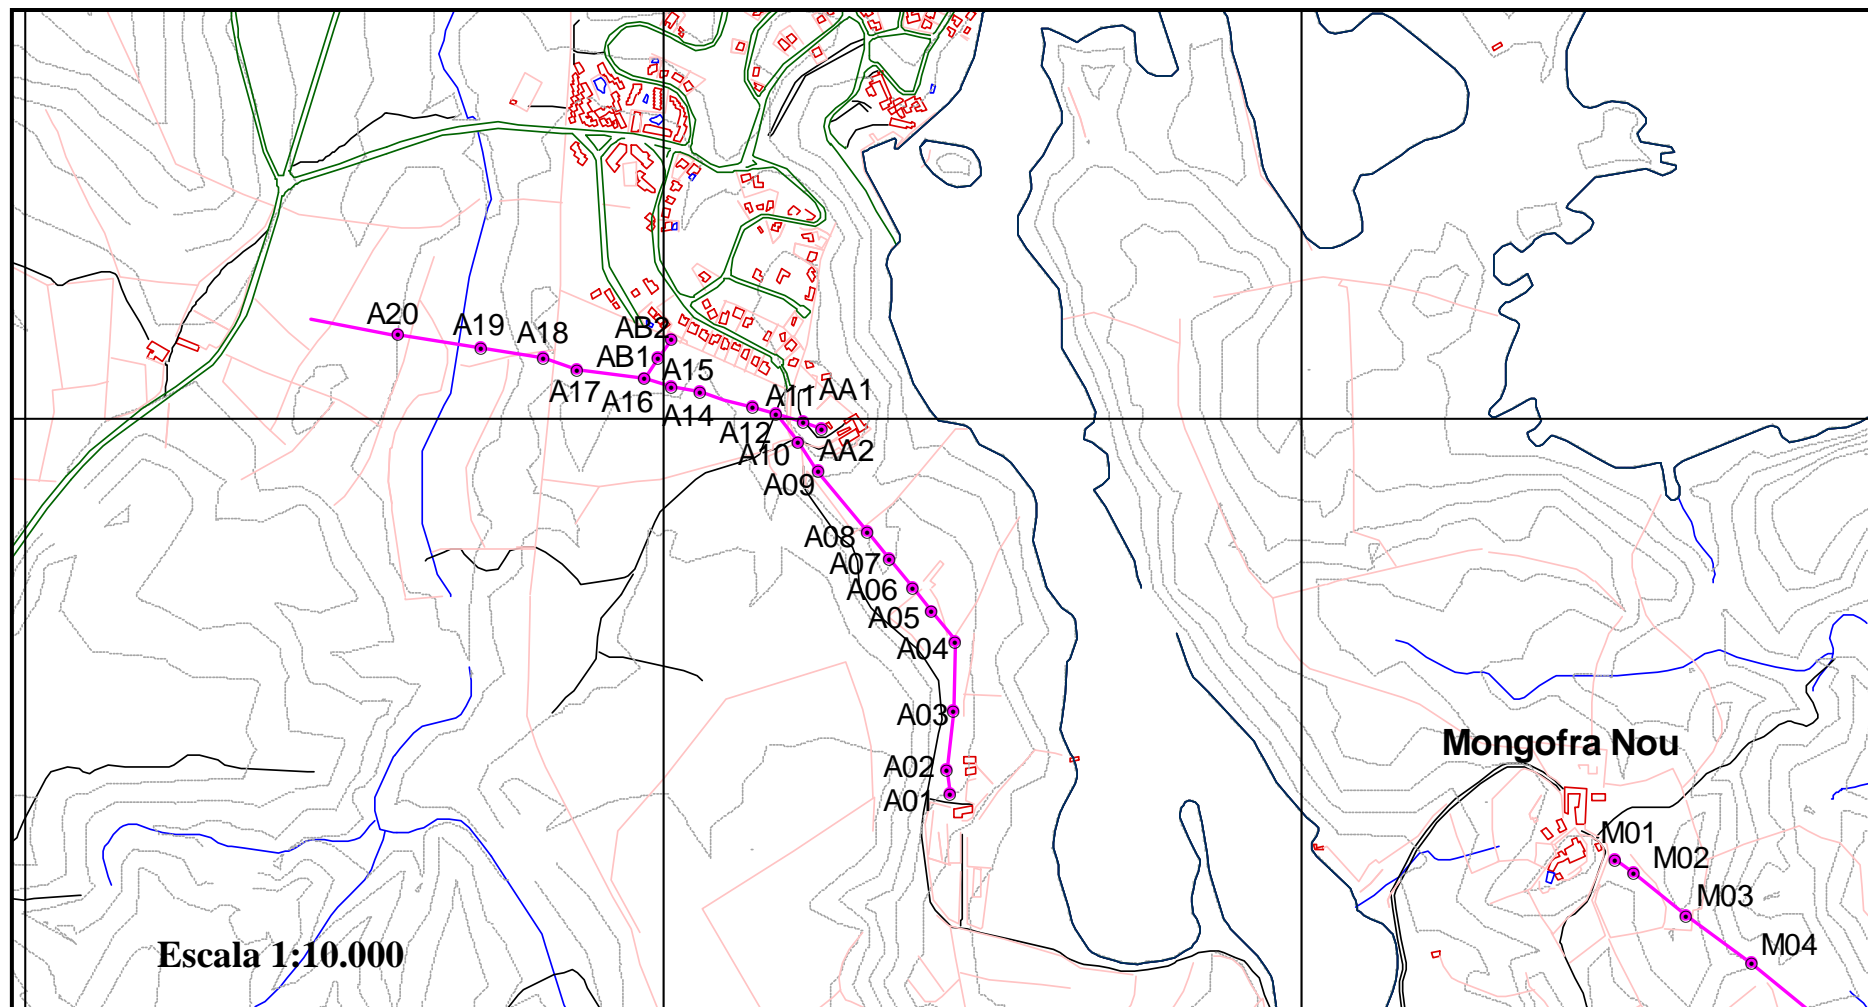 A20
A19
A18
AB2
AB1
A15
A17
A16
A14
A11
AA1
A12
A10
AA2
A09
A08
A07
A06
A05
A04
A03
A02
A01
Mongofra Nou
M01
M02
M03
M04
Escala 1:10.000